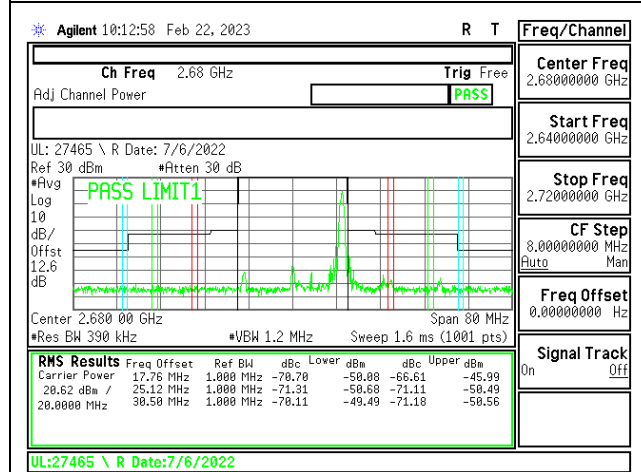 Agilent 10:12:58 Feb 22, 2023 R T
Freq/Channel
Ch Freq 2.68 GHz Trig Free
Adj Channel Power PASS
UL: 27465 \ R Date: 7/6/2022
Ref 30 dBm #Atten 30 dB
#Avg
Log
10
dB/
Offst
12.6
dB
PASS LIMIT1
Center 2.680 00 GHz Span 80 MHz
#Res BW 390 kHz #VBW 1.2 MHz Sweep 1.6 ms (1001 pts)
RMS Results Freq Offset Ref BW dBc Lower dBm dBc Upper dBm
Carrier Power 17.76 MHz 1.000 MHz -70.70 -50.08 -66.61 -45.99
20.62 dBm / 25.12 MHz 1.000 MHz -71.31 -50.68 -71.11 -50.49
20.0000 MHz 30.50 MHz 1.000 MHz -70.11 -49.49 -71.18 -50.56
UL:27465 \ R Date:7/6/2022
Center Freq
2.68000000 GHz
Start Freq
2.64000000 GHz
Stop Freq
2.72000000 GHz
CF Step
8.00000000 MHz
Auto Man
Freq Offset
0.00000000 Hz
Signal Track
On Off